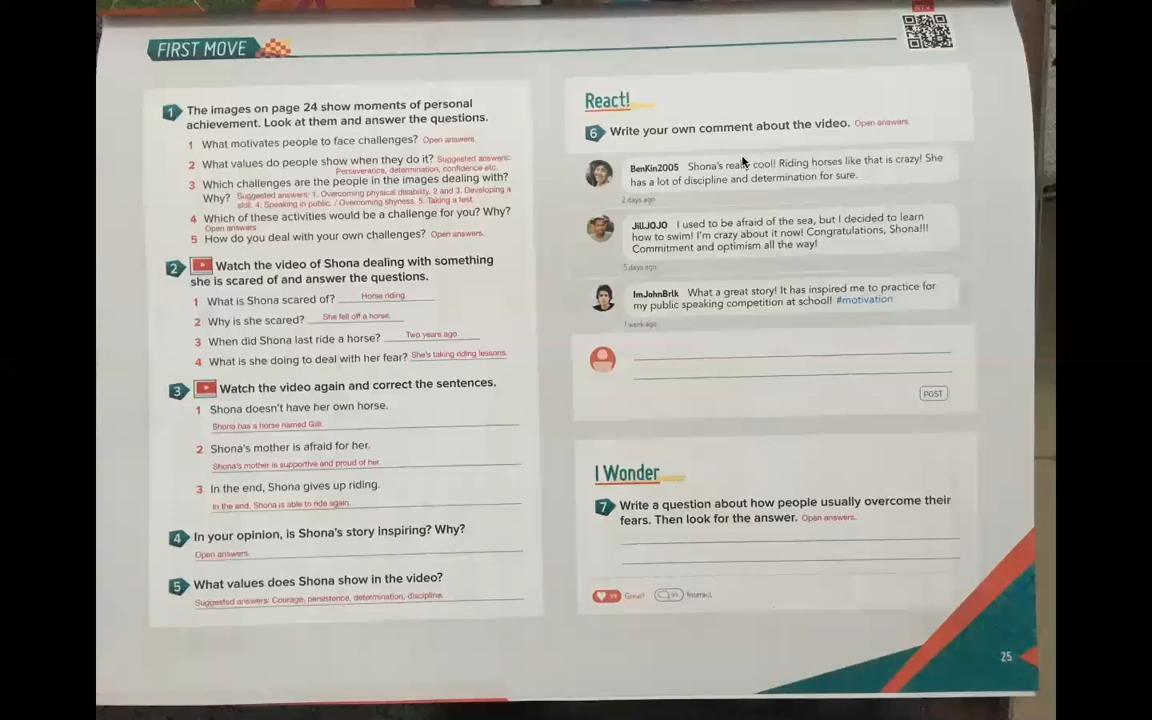 FIRST MOVE
1 The images on page 24 show moments of personal
achievement. Look at them and answer the questions.
1 What motivates people to face challenges? Open answers.
2 What values do people show when they do it? Suggested answers:
Perseverance, determination, confidence etc.
3 Which challenges are the people in the images dealing with?
Why? Suggested answers: 1. Overcoming physical disability. 2 and 3. Developing a
skill. 4. Speaking in public. / Overcoming shyness. 5. Taking a test.
4 Which of these activities would be a challenge for you? Why?
Open answers
5 How do you deal with your own challenges? Open answers.
2 Watch the video of Shona dealing with something
she is scared of and answer the questions.
1 What is Shona scared of? Horse riding.
2 Why is she scared? She fell off a horse.
3 When did Shona last ride a horse? Two years ago.
4 What is she doing to deal with her fear? She's taking riding lessons.
3 Watch the video again and correct the sentences.
1 Shona doesn't have her own horse.
Shona has a horse named Gilli.
2 Shona's mother is afraid for her.
Shona's mother is supportive and proud of her.
3 In the end, Shona gives up riding.
In the end, Shona is able to ride again.
4 In your opinion, is Shona's story inspiring? Why?
Open answers.
5 What values does Shona show in the video?
Suggested answers: Courage, persistence, determination, discipline.
React!
6 Write your own comment about the video. Open answers.
BenKin2005 Shona's really cool! Riding horses like that is crazy! She
has a lot of discipline and determination for sure.
2 days ago
JillJOJO I used to be afraid of the sea, but I decided to learn
how to swim! I'm crazy about it now! Congratulations, Shona!!!
Commitment and optimism all the way!
5 days ago
ImJohnBrlk What a great story! It has inspired me to practice for
my public speaking competition at school! #motivation
1 week ago
POST
I Wonder
7 Write a question about how people usually overcome their
fears. Then look for the answer. Open answers.
Great! Interact
25